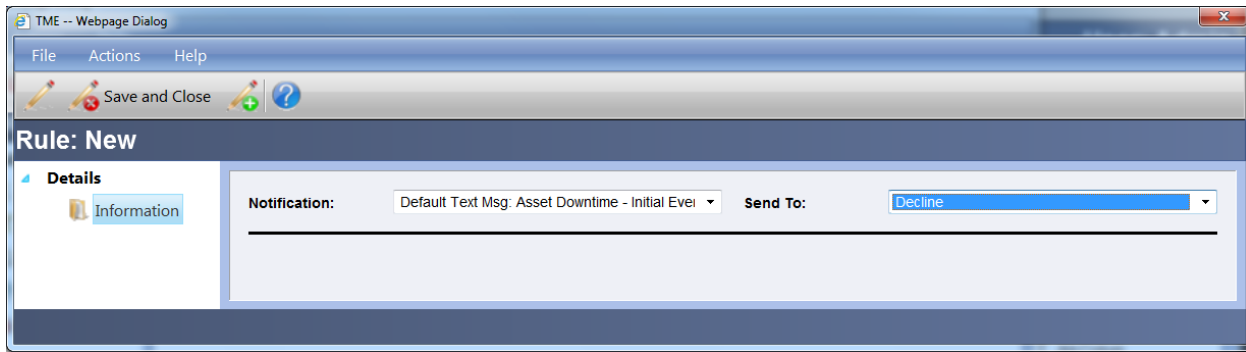 TME -- Webpage Dialog
File Actions Help
Save and Close
Rule: New
Details
Information
Notification: Default Text Msg: Asset Downtime - Initial Eve Send To: Decline